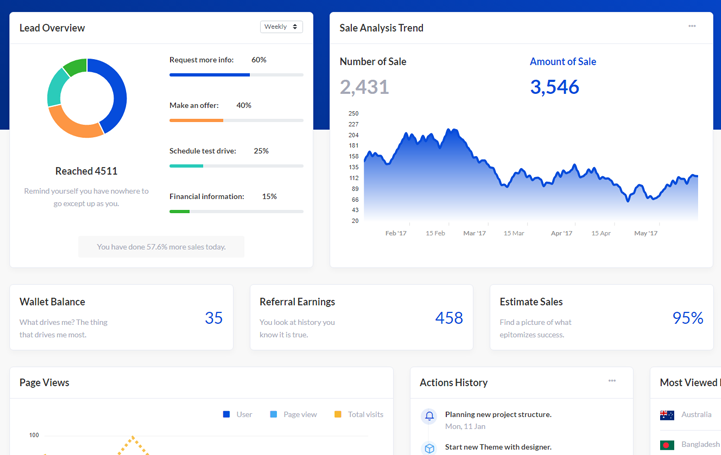 Lead Overview
Weekly
Request more info: 60%
Make an offer: 40%
Schedule test drive: 25%
Financial information: 15%
Reached 4511
Remind yourself you have nowhere to
go except up as you.
You have done 57.6% more sales today.
Sale Analysis Trend
Number of Sale
2,431
Amount of Sale
3,546
250
227
204
181
158
135
112
89
66
43
20
Feb '17 15 Feb Mar '17 15 Mar Apr '17 15 Apr May '17
Wallet Balance
What drives me? The thing
that drives me most.
35
Referral Earnings
You look at history you
know it is true.
458
Estimate Sales
Find a picture of what
epitomizes success.
95%
Page Views
User Page view Total visits
100
Actions History
Planning new project structure.
Mon, 11 Jan
Start new Theme with designer.
Most Viewed
Australia
Bangladesh